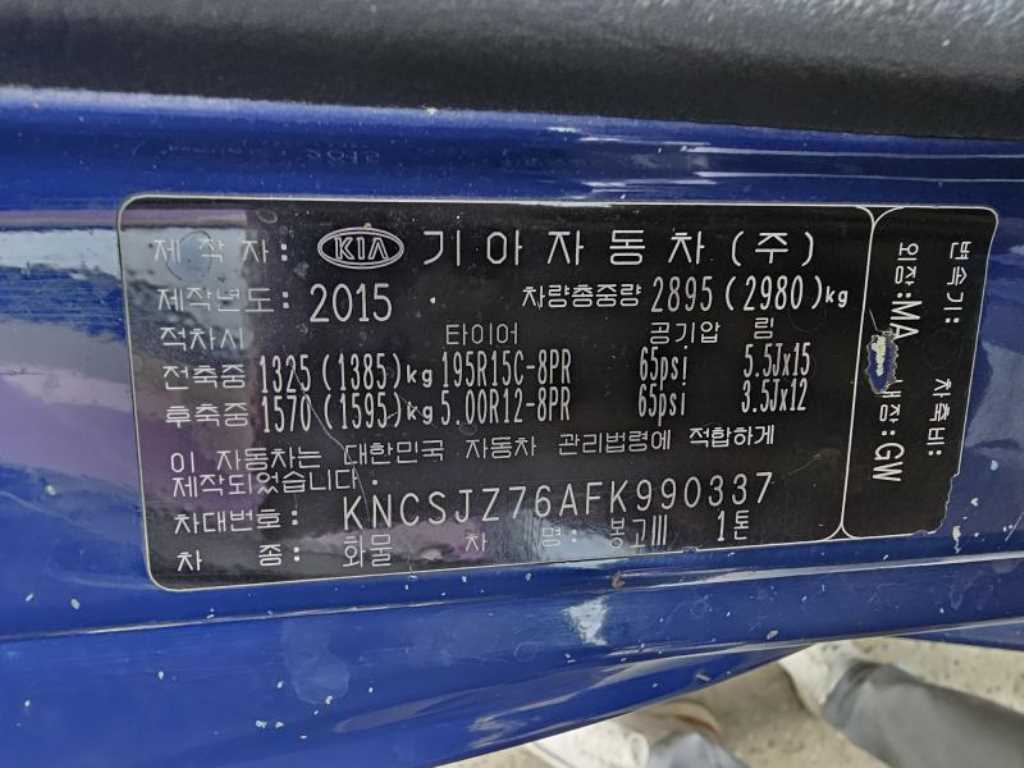 제 작 자: KIA 기아자동차(주)
제작년도: 2015 차량총중량 2895(2980)kg
적차시 타이어 공기압 림
전축중 1325(1385)kg 195R15C-8PR 65psi 5.5Jx15
후축중 1570(1595)kg 5.00R12-8PR 65psi 3.5Jx12
이 자동차는 대한민국 자동차 관리법령에 적합하게
제작되었습니다.
차대번호: KNCSJZ76AFK990337
차 종: 화물 차 명: 봉고Ⅲ 1톤
변속기: 차축비:
외장:MA 내장:GW